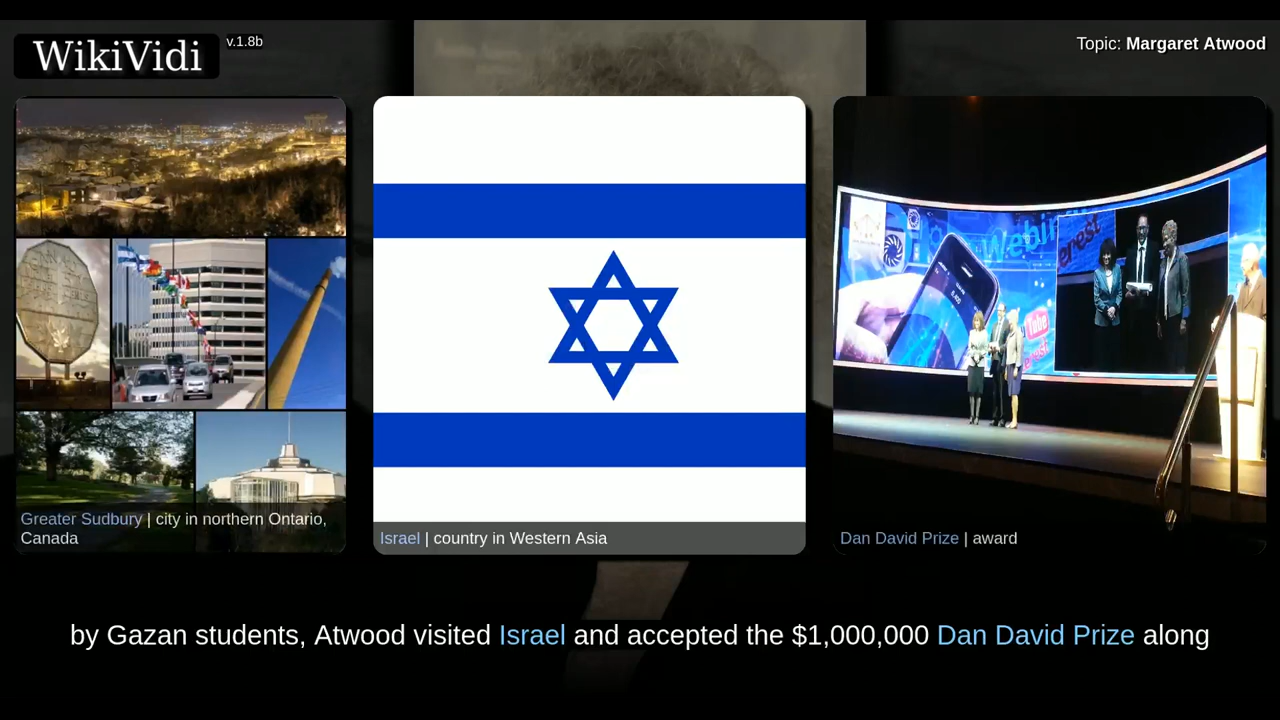 WikiVidi
v.1.8b
Topic: Margaret Atwood
Greater Sudbury | city in northern Ontario,
Canada
Israel | country in Western Asia
Dan David Prize | award
by Gazan students, Atwood visited Israel and accepted the $1,000,000 Dan David Prize along